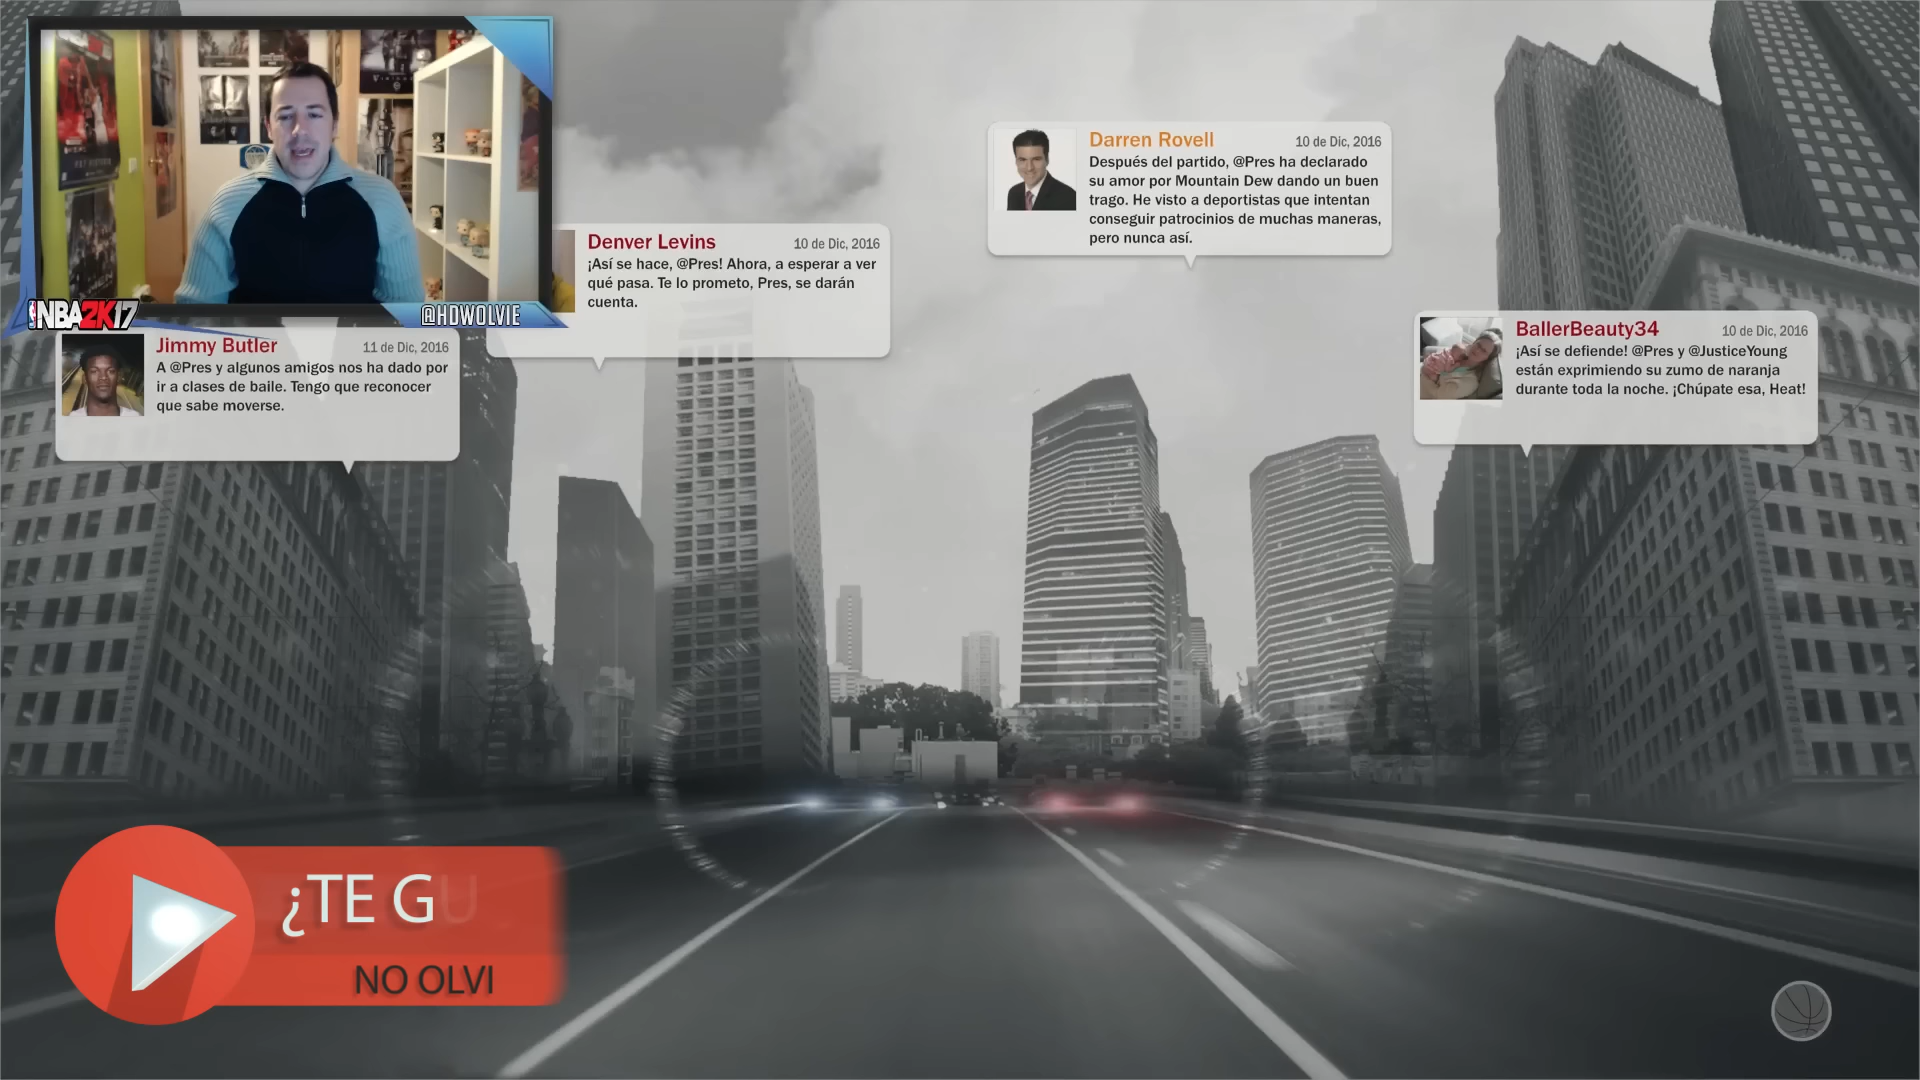 NBA2K17
@HDWOLVIE
Jimmy Butler
11 de Dic, 2016
A @Pres y algunos amigos nos ha dado por
ir a clases de baile. Tengo que reconocer
que sabe moverse.
Denver Levins
10 de Dic, 2016
¡Así se hace, @Pres! Ahora, a esperar a ver
qué pasa. Te lo prometo, Pres, se darán
cuenta.
Darren Rovell
10 de Dic, 2016
Después del partido, @Pres ha declarado
su amor por Mountain Dew dando un buen
trago. He visto a deportistas que intentan
conseguir patrocinios de muchas maneras,
pero nunca así.
BallerBeauty34
10 de Dic, 2016
¡Así se defiende! @Pres y @JusticeYoung
están exprimiendo su zumo de naranja
durante toda la noche. ¡Chúpate esa, Heat!
¿TE GU
NO OLVI